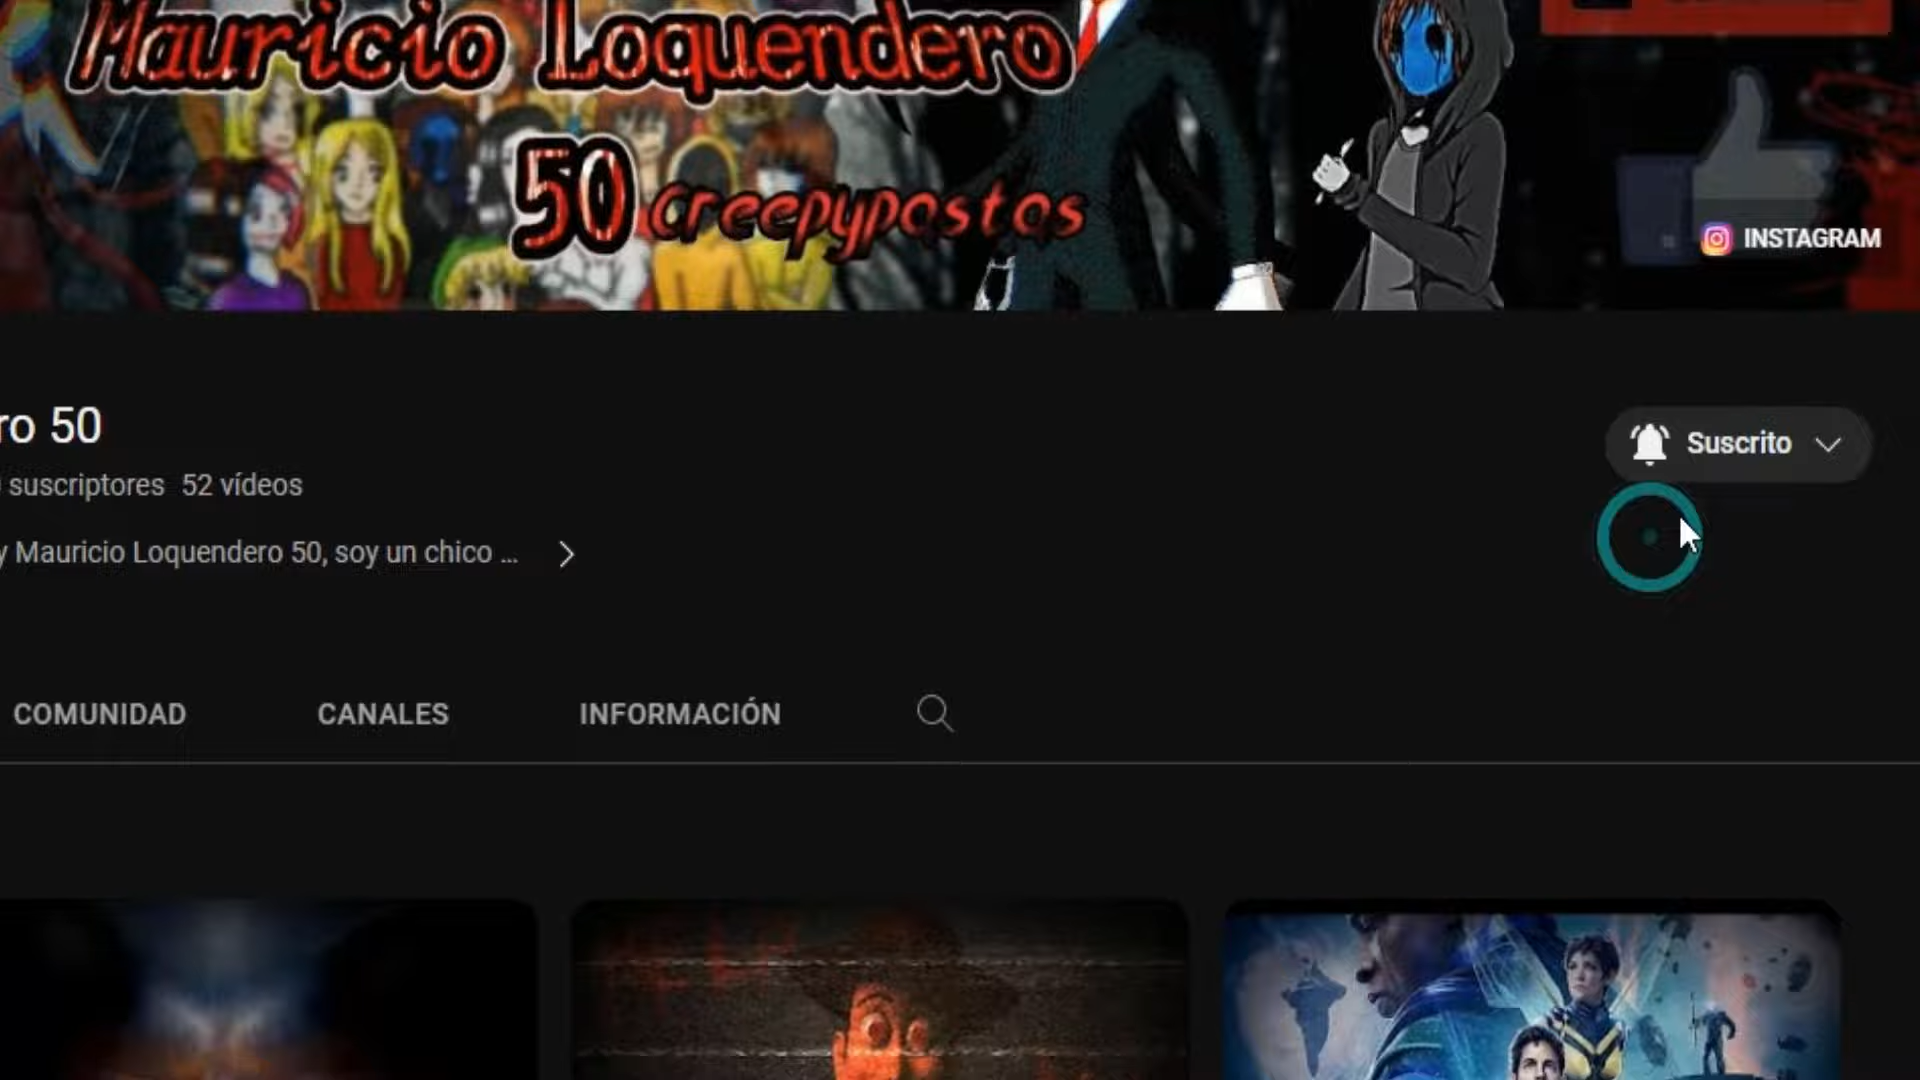 Mauricio Loquendero
50 creepypastas
INSTAGRAM
ro 50
suscriptores 52 vídeos
Suscrito
y Mauricio Loquendero 50, soy un chico ...
COMUNIDAD CANALES INFORMACIÓN